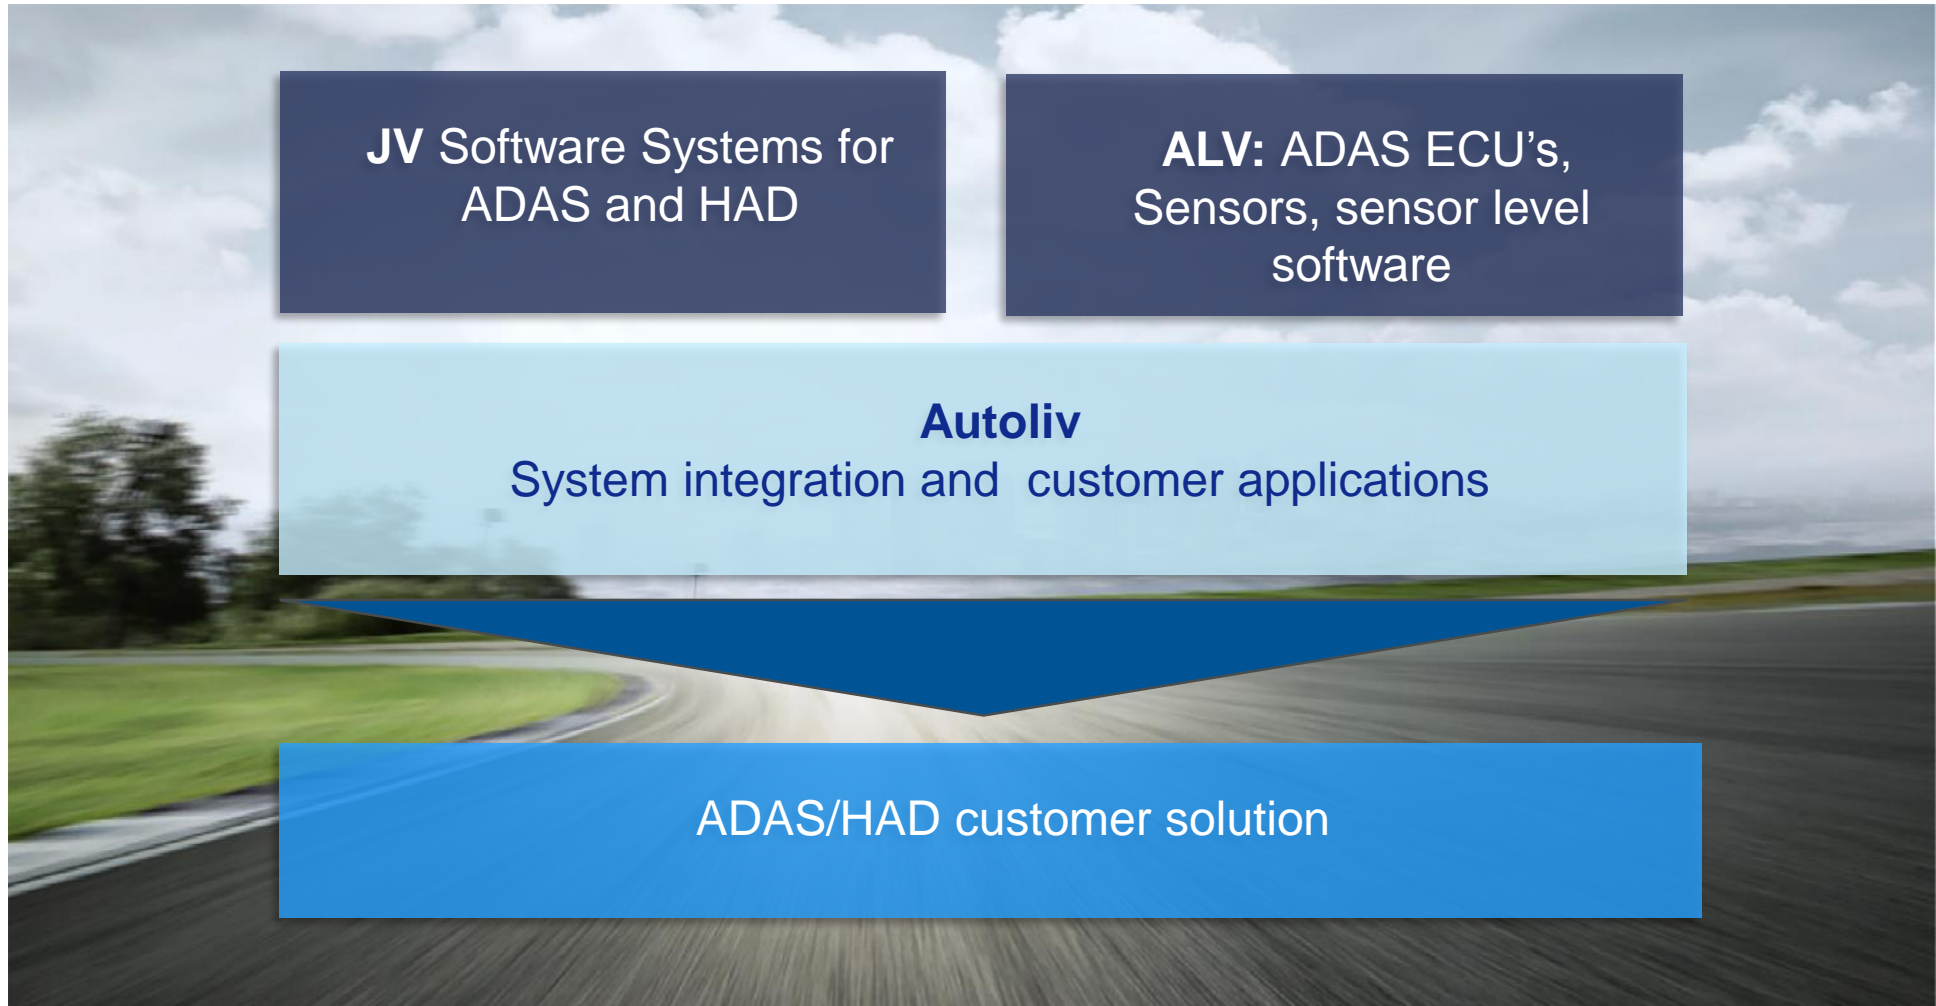 JV Software Systems for
ADAS and HAD
ALV: ADAS ECU’s,
Sensors, sensor level
software
Autoliv
System integration and  customer applications
ADAS/HAD customer solution